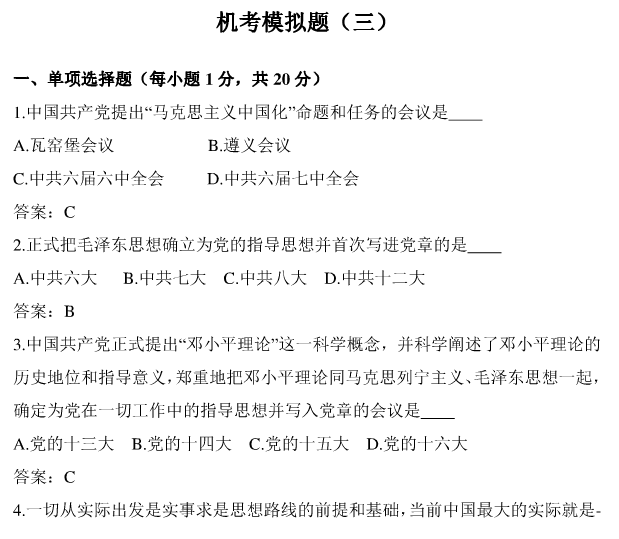 机考模拟题（三）
一、单项选择题（每小题 1 分，共 20 分）
1.中国共产党提出“马克思主义中国化”命题和任务的会议是____
A.瓦窑堡会议 B.遵义会议
C.中共六届六中全会 D.中共六届七中全会
答案：C
2.正式把毛泽东思想确立为党的指导思想并首次写进党章的是____
A.中共六大 B.中共七大 C.中共八大 D.中共十二大
答案：B
3.中国共产党正式提出“邓小平理论”这一科学概念，并科学阐述了邓小平理论的
历史地位和指导意义，郑重地把邓小平理论同马克思列宁主义、毛泽东思想一起，
确定为党在一切工作中的指导思想并写入党章的会议是____
A.党的十三大 B.党的十四大 C.党的十五大 D.党的十六大
答案：C
4.一切从实际出发是实事求是思想路线的前提和基础，当前中国最大的实际就是-